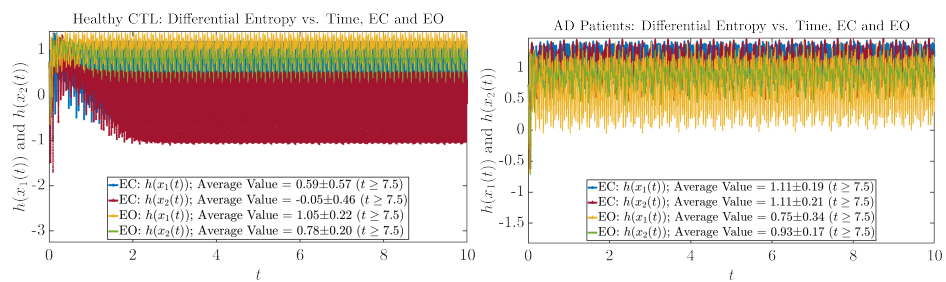 Healthy CTL: Differential Entropy vs. Time, EC and EO
h(x₁(t)) and h(x₂(t))
1
0
-1
-2
-3
EC: h(x₁(t)); Average Value = 0.59±0.57 (t ≥ 7.5)
EC: h(x₂(t)); Average Value = -0.05±0.46 (t ≥ 7.5)
EO: h(x₁(t)); Average Value = 1.05±0.22 (t ≥ 7.5)
EO: h(x₂(t)); Average Value = 0.78±0.20 (t ≥ 7.5)
0 2 4 6 8 10
t
AD Patients: Differential Entropy vs. Time, EC and EO
h(x₁(t)) and h(x₂(t))
1
0.5
0
-0.5
-1
-1.5
EC: h(x₁(t)); Average Value = 1.11±0.19 (t ≥ 7.5)
EC: h(x₂(t)); Average Value = 1.11±0.21 (t ≥ 7.5)
EO: h(x₁(t)); Average Value = 0.75±0.34 (t ≥ 7.5)
EO: h(x₂(t)); Average Value = 0.93±0.17 (t ≥ 7.5)
0 2 4 6 8 10
t